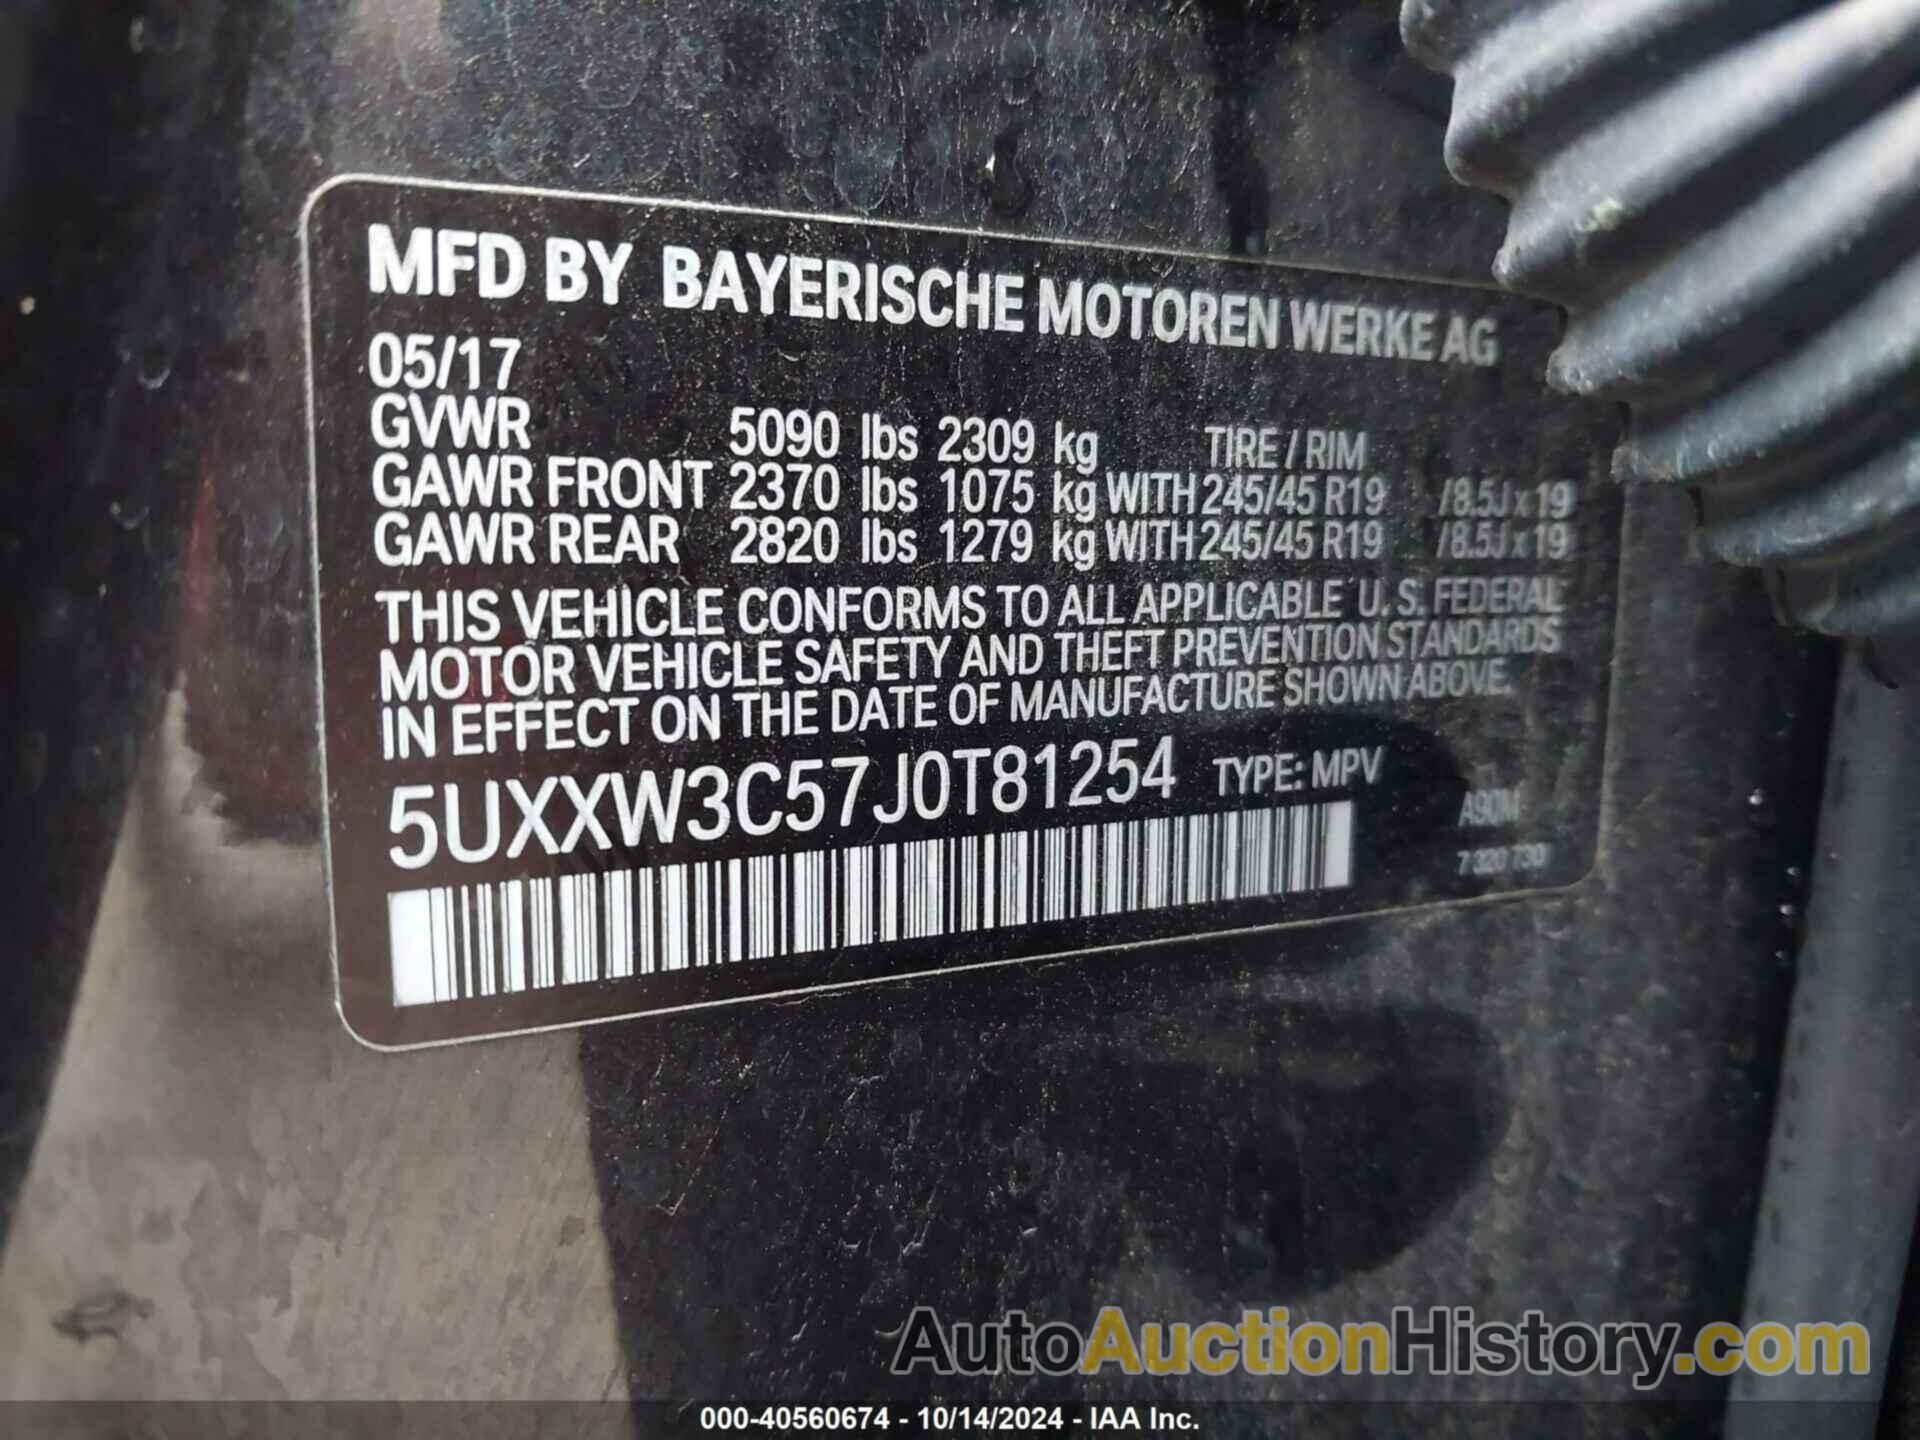 MFD BY BAYERISCHE MOTOREN WERKE AG
05/17
GVWR 5090 lbs 2309 kg TIRE / RIM
GAWR FRONT 2370 lbs 1075 kg WITH 245/45 R19 /8.5J x 19
GAWR REAR 2820 lbs 1279 kg WITH 245/45 R19 /8.5J x 19
THIS VEHICLE CONFORMS TO ALL APPLICABLE U. S. FEDERAL
MOTOR VEHICLE SAFETY AND THEFT PREVENTION STANDARDS
IN EFFECT ON THE DATE OF MANUFACTURE SHOWN ABOVE.
5UXXW3C57J0T81254 TYPE: MPV
A90M
7 320 730
AutoAuctionHistory.com
000-40560674 - 10/14/2024 - IAA Inc.